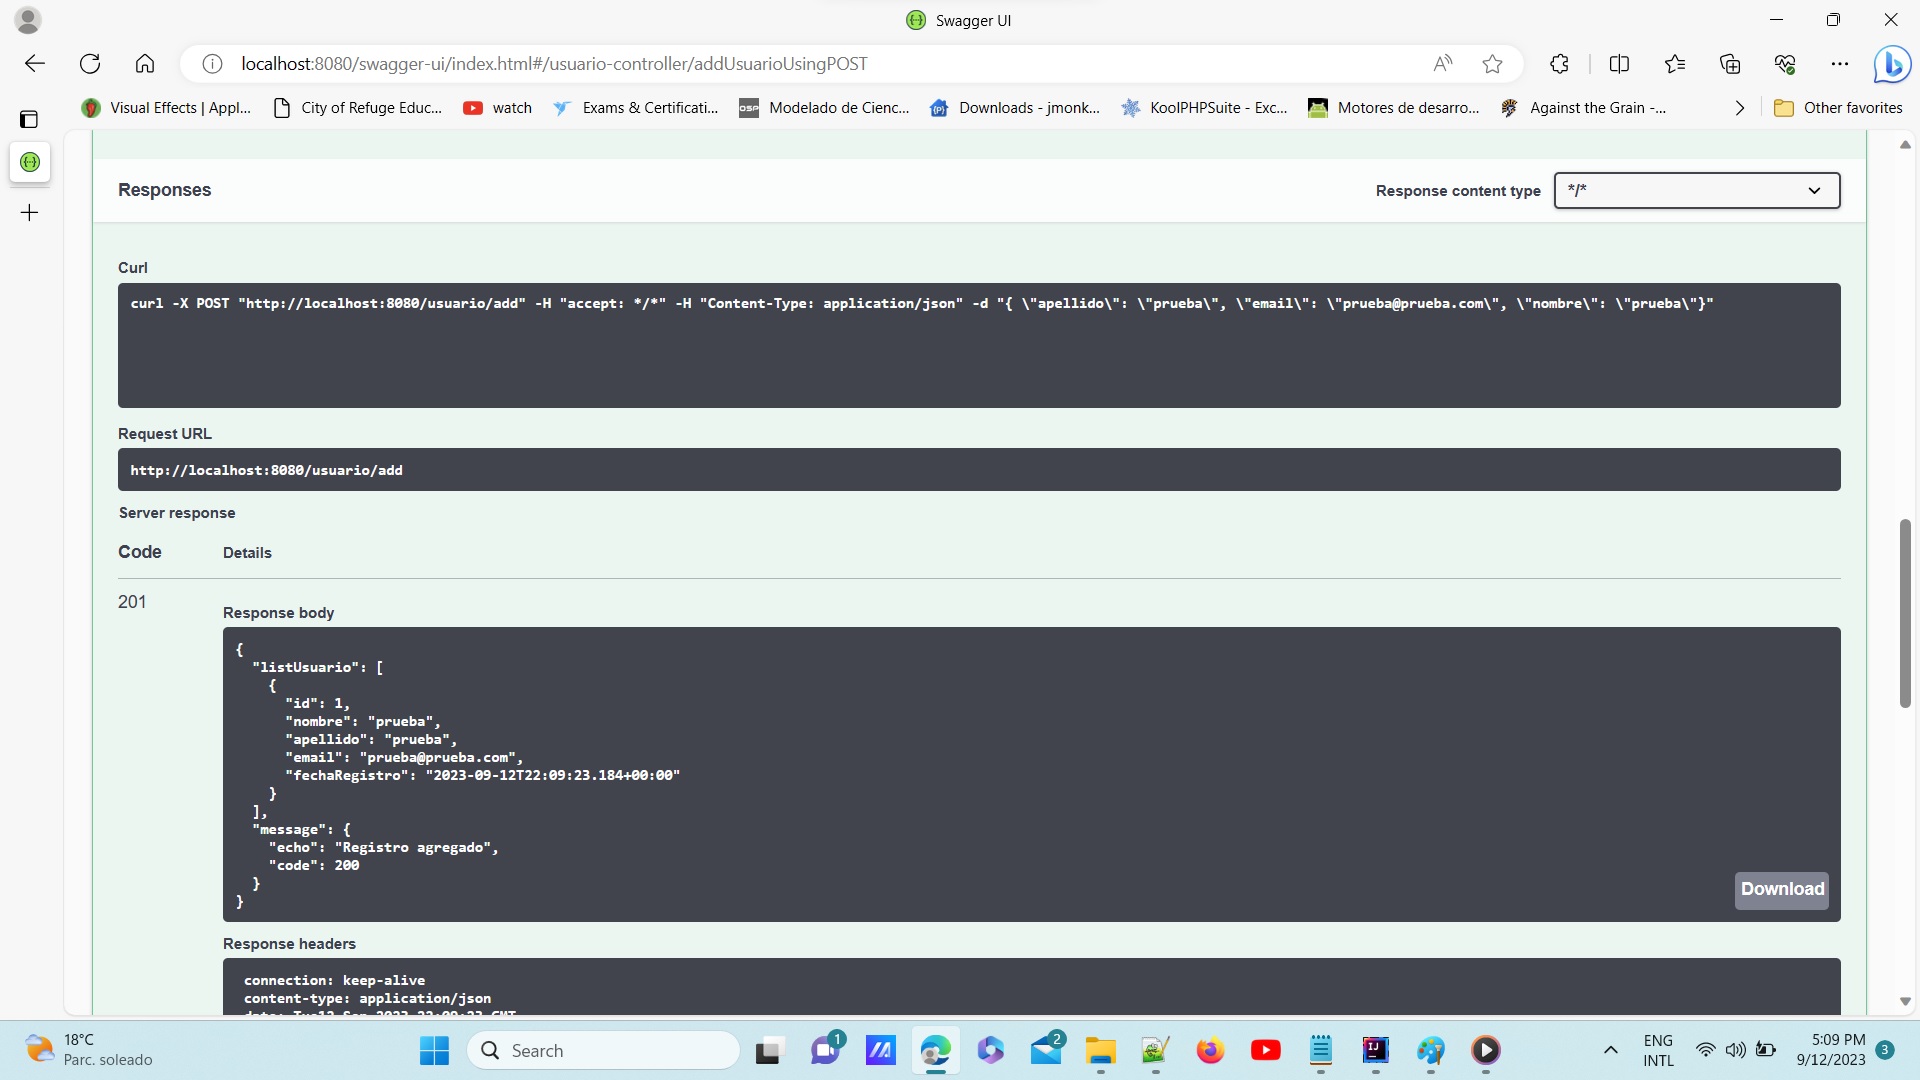 Swagger UI
localhost:8080/swagger-ui/index.html#/usuario-controller/addUsuarioUsingPOST
Visual Effects | Appl... City of Refuge Educ... watch Exams & Certificati... Modelado de Cienc... Downloads - jmonk... KoolPHPSuite - Exc... Motores de desarro... Against the Grain -... Other favorites
Responses
Response content type */*
Curl
curl -X POST "http://localhost:8080/usuario/add" -H "accept: */*" -H "Content-Type: application/json" -d "{ \"apellido\": \"prueba\", \"email\": \"prueba@prueba.com\", \"nombre\": \"prueba\"}"
Request URL
http://localhost:8080/usuario/add
Server response
Code Details
201
Response body
{
"listUsuario": [
{
"id": 1,
"nombre": "prueba",
"apellido": "prueba",
"email": "prueba@prueba.com",
"fechaRegistro": "2023-09-12T22:09:23.184+00:00"
}
],
"message": {
"echo": "Registro agregado",
"code": 200
}
}
Download
Response headers
connection: keep-alive
content-type: application/json
18°C
Parc. soleado
Search
1
2
ENG
INTL
5:09 PM
9/12/2023
3